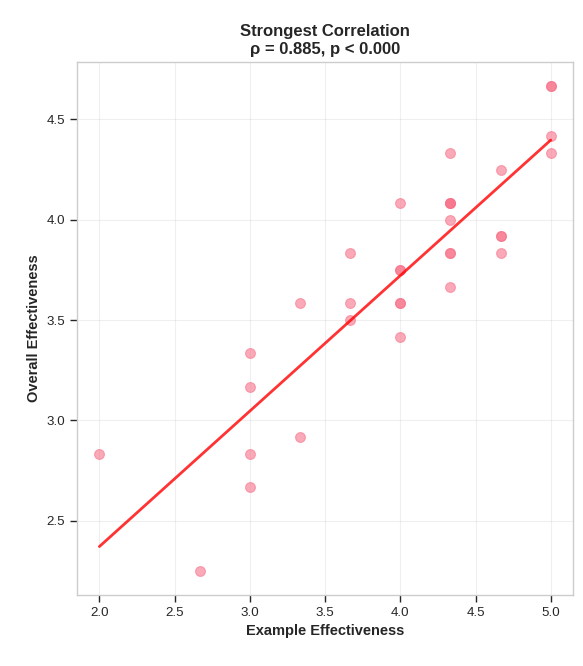 Strongest Correlation
ρ = 0.885, p < 0.000
Overall Effectiveness
4.5
4.0
3.5
3.0
2.5
2.0 2.5 3.0 3.5 4.0 4.5 5.0
Example Effectiveness